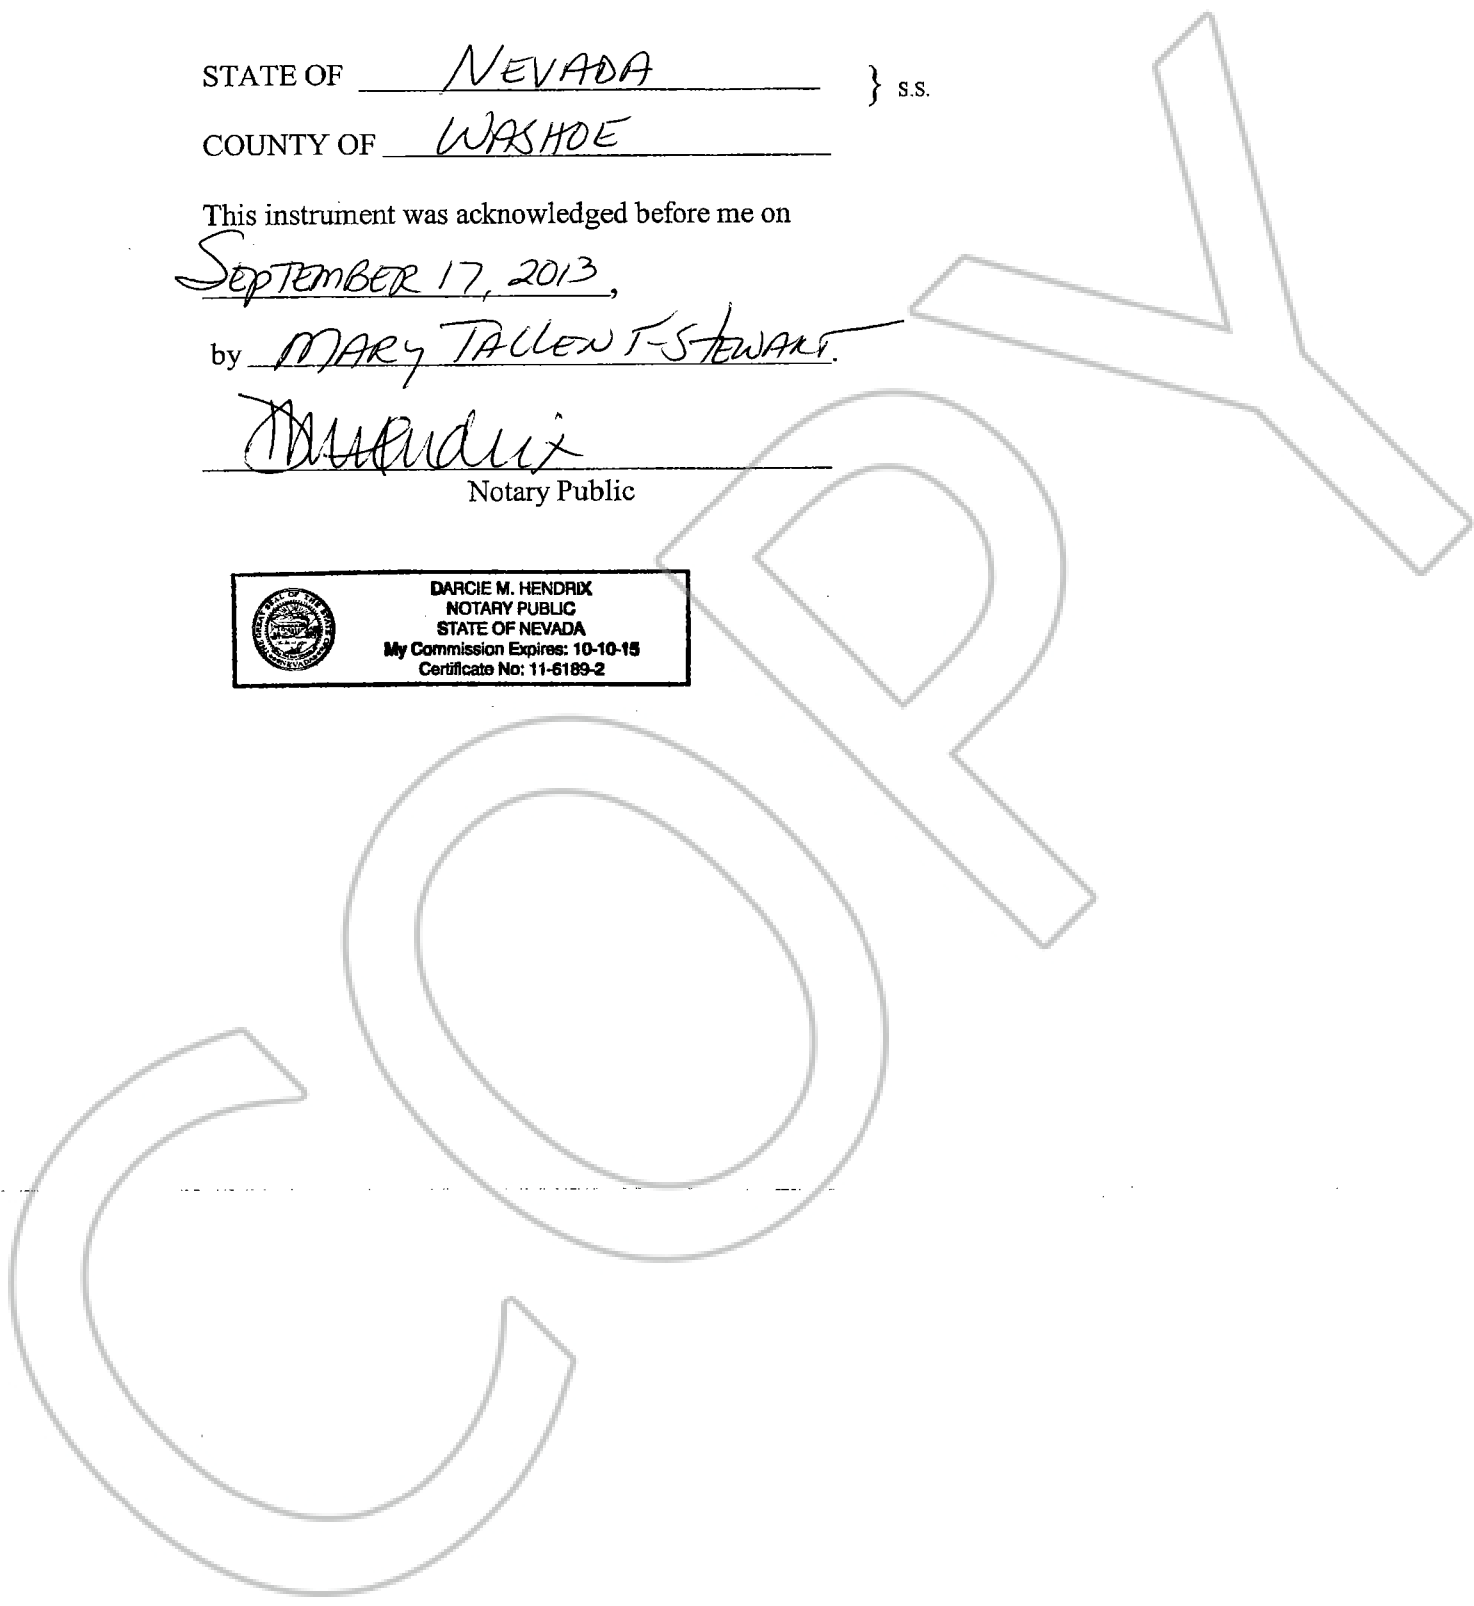 STATE OF NEVADA } s.s.
COUNTY OF WASHOE
This instrument was acknowledged before me on
SEPTEMBER 17, 2013,
by MARY TALLENT-STEWART.
Notary Public
DARCIE M. HENDRIX
NOTARY PUBLIC
STATE OF NEVADA
My Commission Expires: 10-10-15
Certificate No: 11-6189-2
COPY